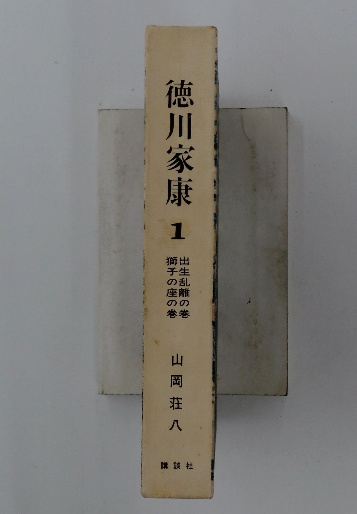 徳川家康
1
出生乱離の巻
獅子の座の巻
山岡荘八
講談社